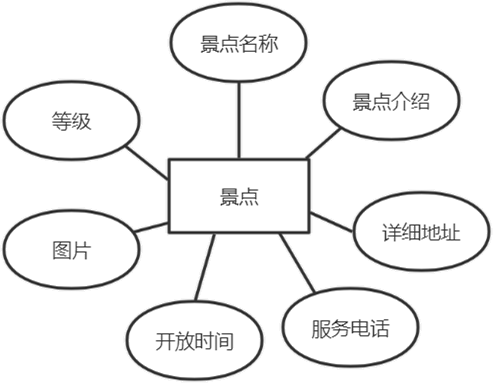 景点名称
景点介绍
等级
景点
详细地址
图片
服务电话
开放时间